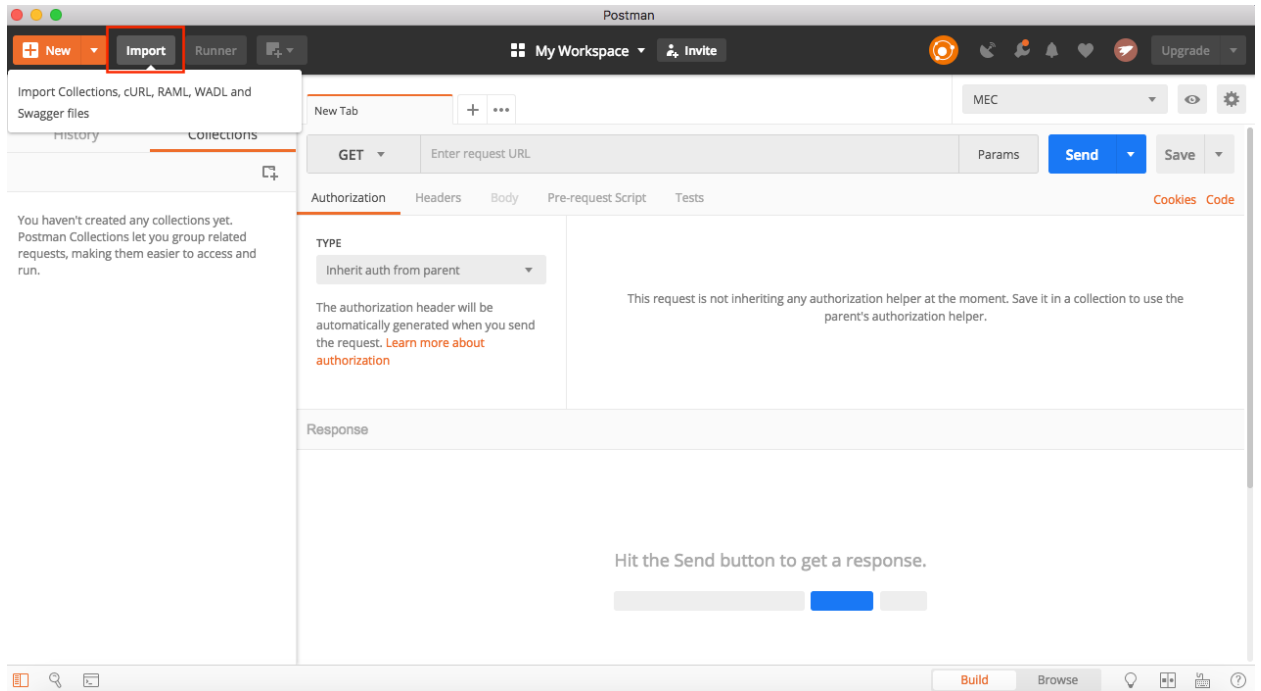 Postman
New
Import
Runner
My Workspace
Invite
Upgrade
Import Collections, cURL, RAML, WADL and
Swagger files
History
Collections
New Tab
MEC
GET
Enter request URL
Params
Send
Save
Authorization
Headers
Body
Pre-request Script
Tests
Cookies
Code
You haven't created any collections yet.
Postman Collections let you group related
requests, making them easier to access and
run.
TYPE
Inherit auth from parent
The authorization header will be
automatically generated when you send
the request. Learn more about
authorization
This request is not inheriting any authorization helper at the moment. Save it in a collection to use the
parent's authorization helper.
Response
Hit the Send button to get a response.
Build
Browse